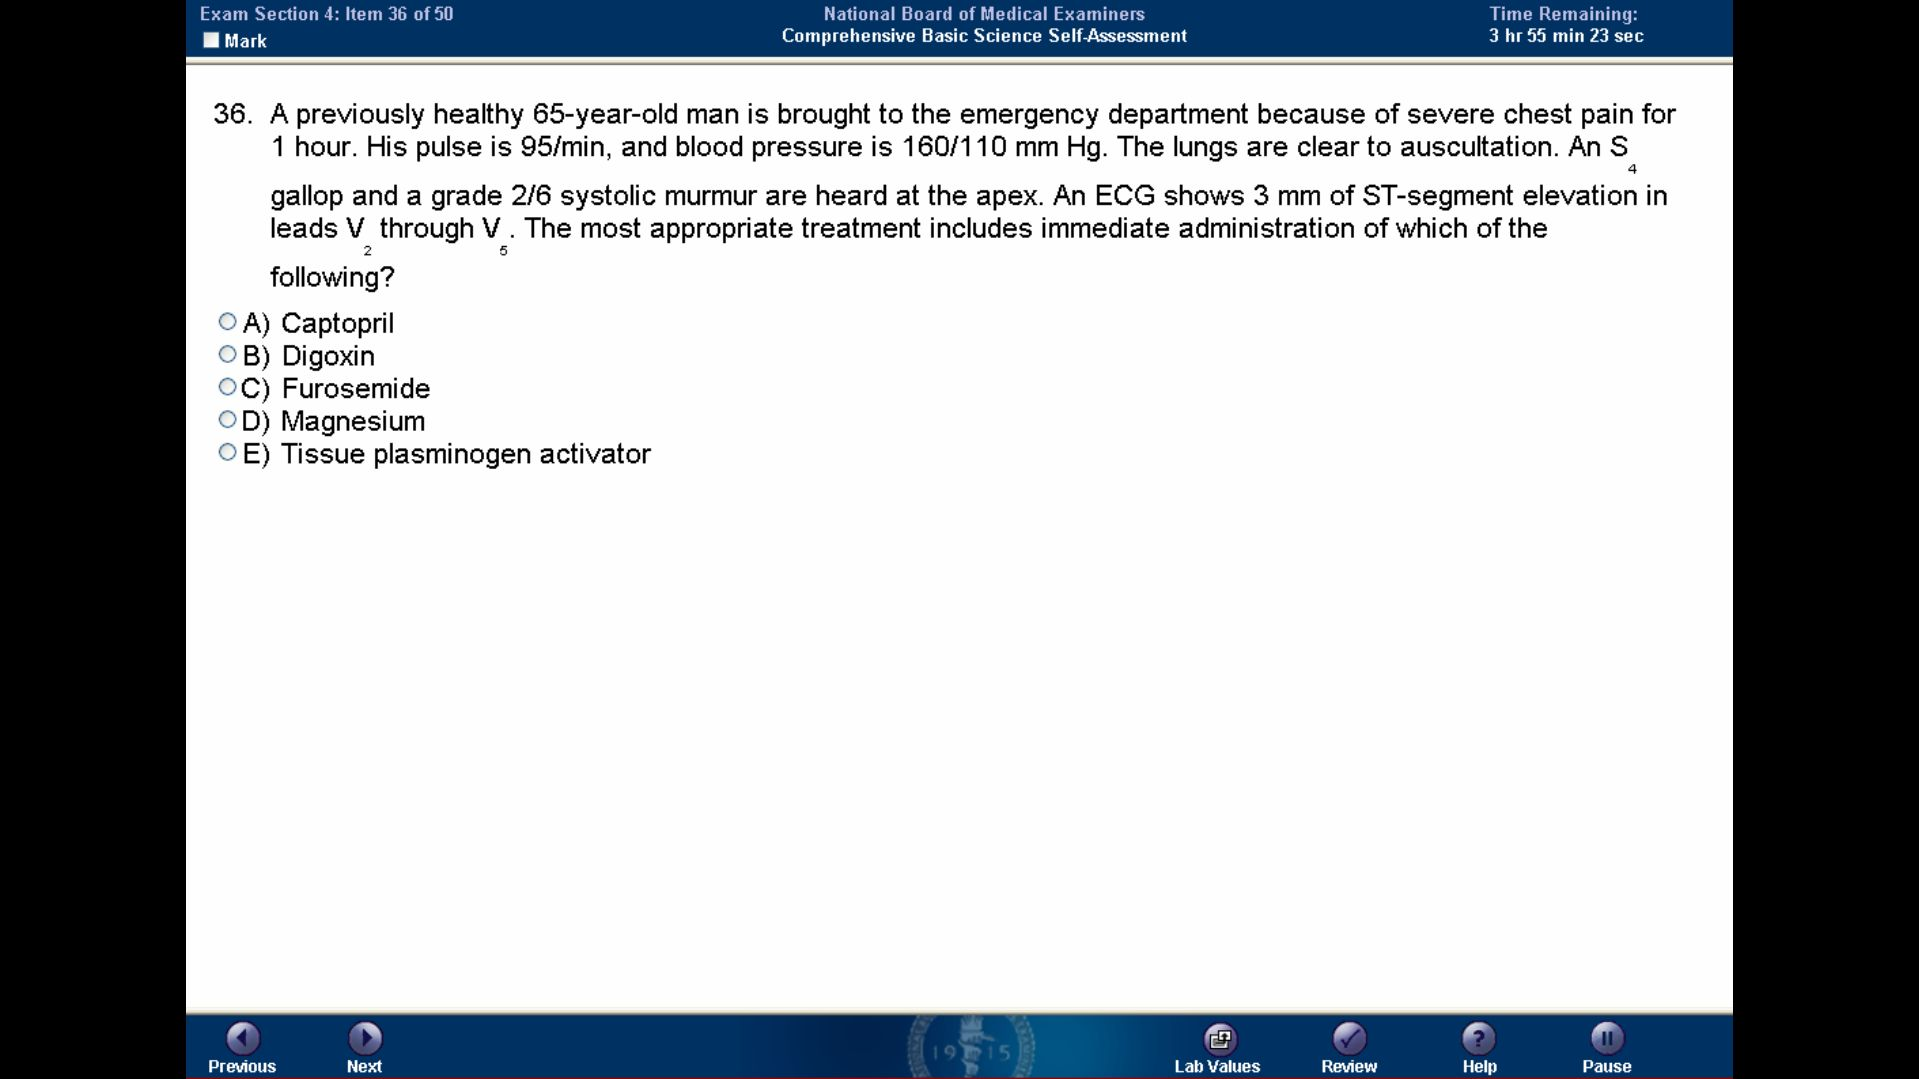 Exam Section 4: Item 36 of 50
Mark
National Board of Medical Examiners
Comprehensive Basic Science Self-Assessment
Time Remaining:
3 hr 55 min 23 sec
36. A previously healthy 65-year-old man is brought to the emergency department because of severe chest pain for
1 hour. His pulse is 95/min, and blood pressure is 160/110 mm Hg. The lungs are clear to auscultation. An S4
gallop and a grade 2/6 systolic murmur are heard at the apex. An ECG shows 3 mm of ST-segment elevation in
leads V2 through V5. The most appropriate treatment includes immediate administration of which of the
following?
A) Captopril
B) Digoxin
C) Furosemide
D) Magnesium
E) Tissue plasminogen activator
1915
Previous
Next
Lab Values
Review
Help
Pause